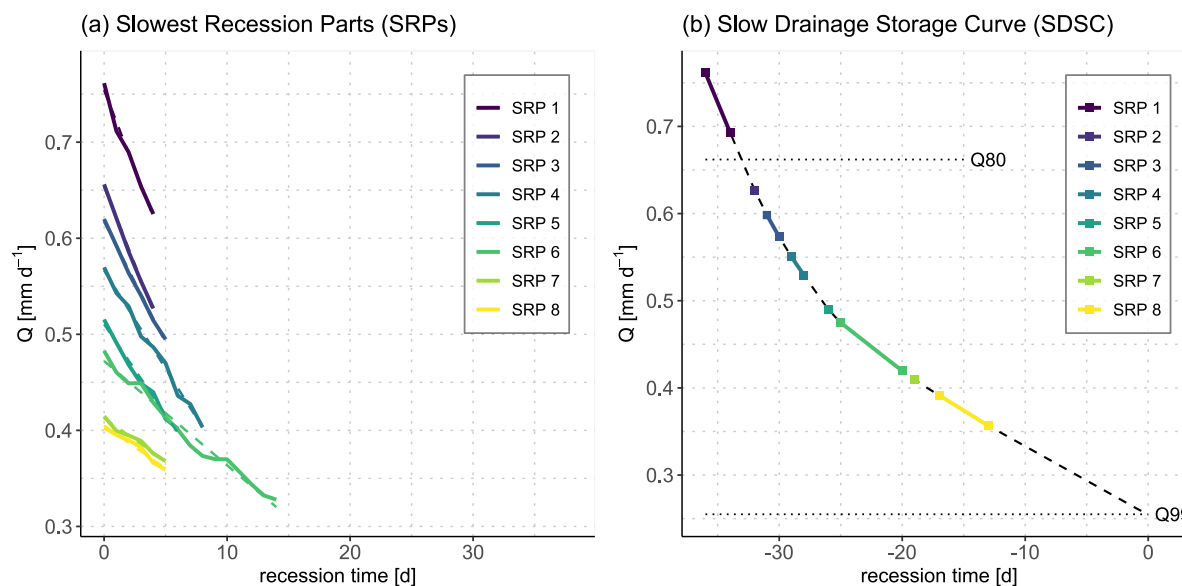 (a) Slowest Recession Parts (SRPs)
Q [mm d⁻¹]
0.7
0.6
0.5
0.4
0.3
0
10
20
30
recession time [d]
SRP 1
SRP 2
SRP 3
SRP 4
SRP 5
SRP 6
SRP 7
SRP 8
(b) Slow Drainage Storage Curve (SDSC)
Q [mm d⁻¹]
0.7
0.6
0.5
0.4
0.3
-30
-20
-10
0
recession time [d]
SRP 1
SRP 2
SRP 3
SRP 4
SRP 5
SRP 6
SRP 7
SRP 8
Q80
Q99